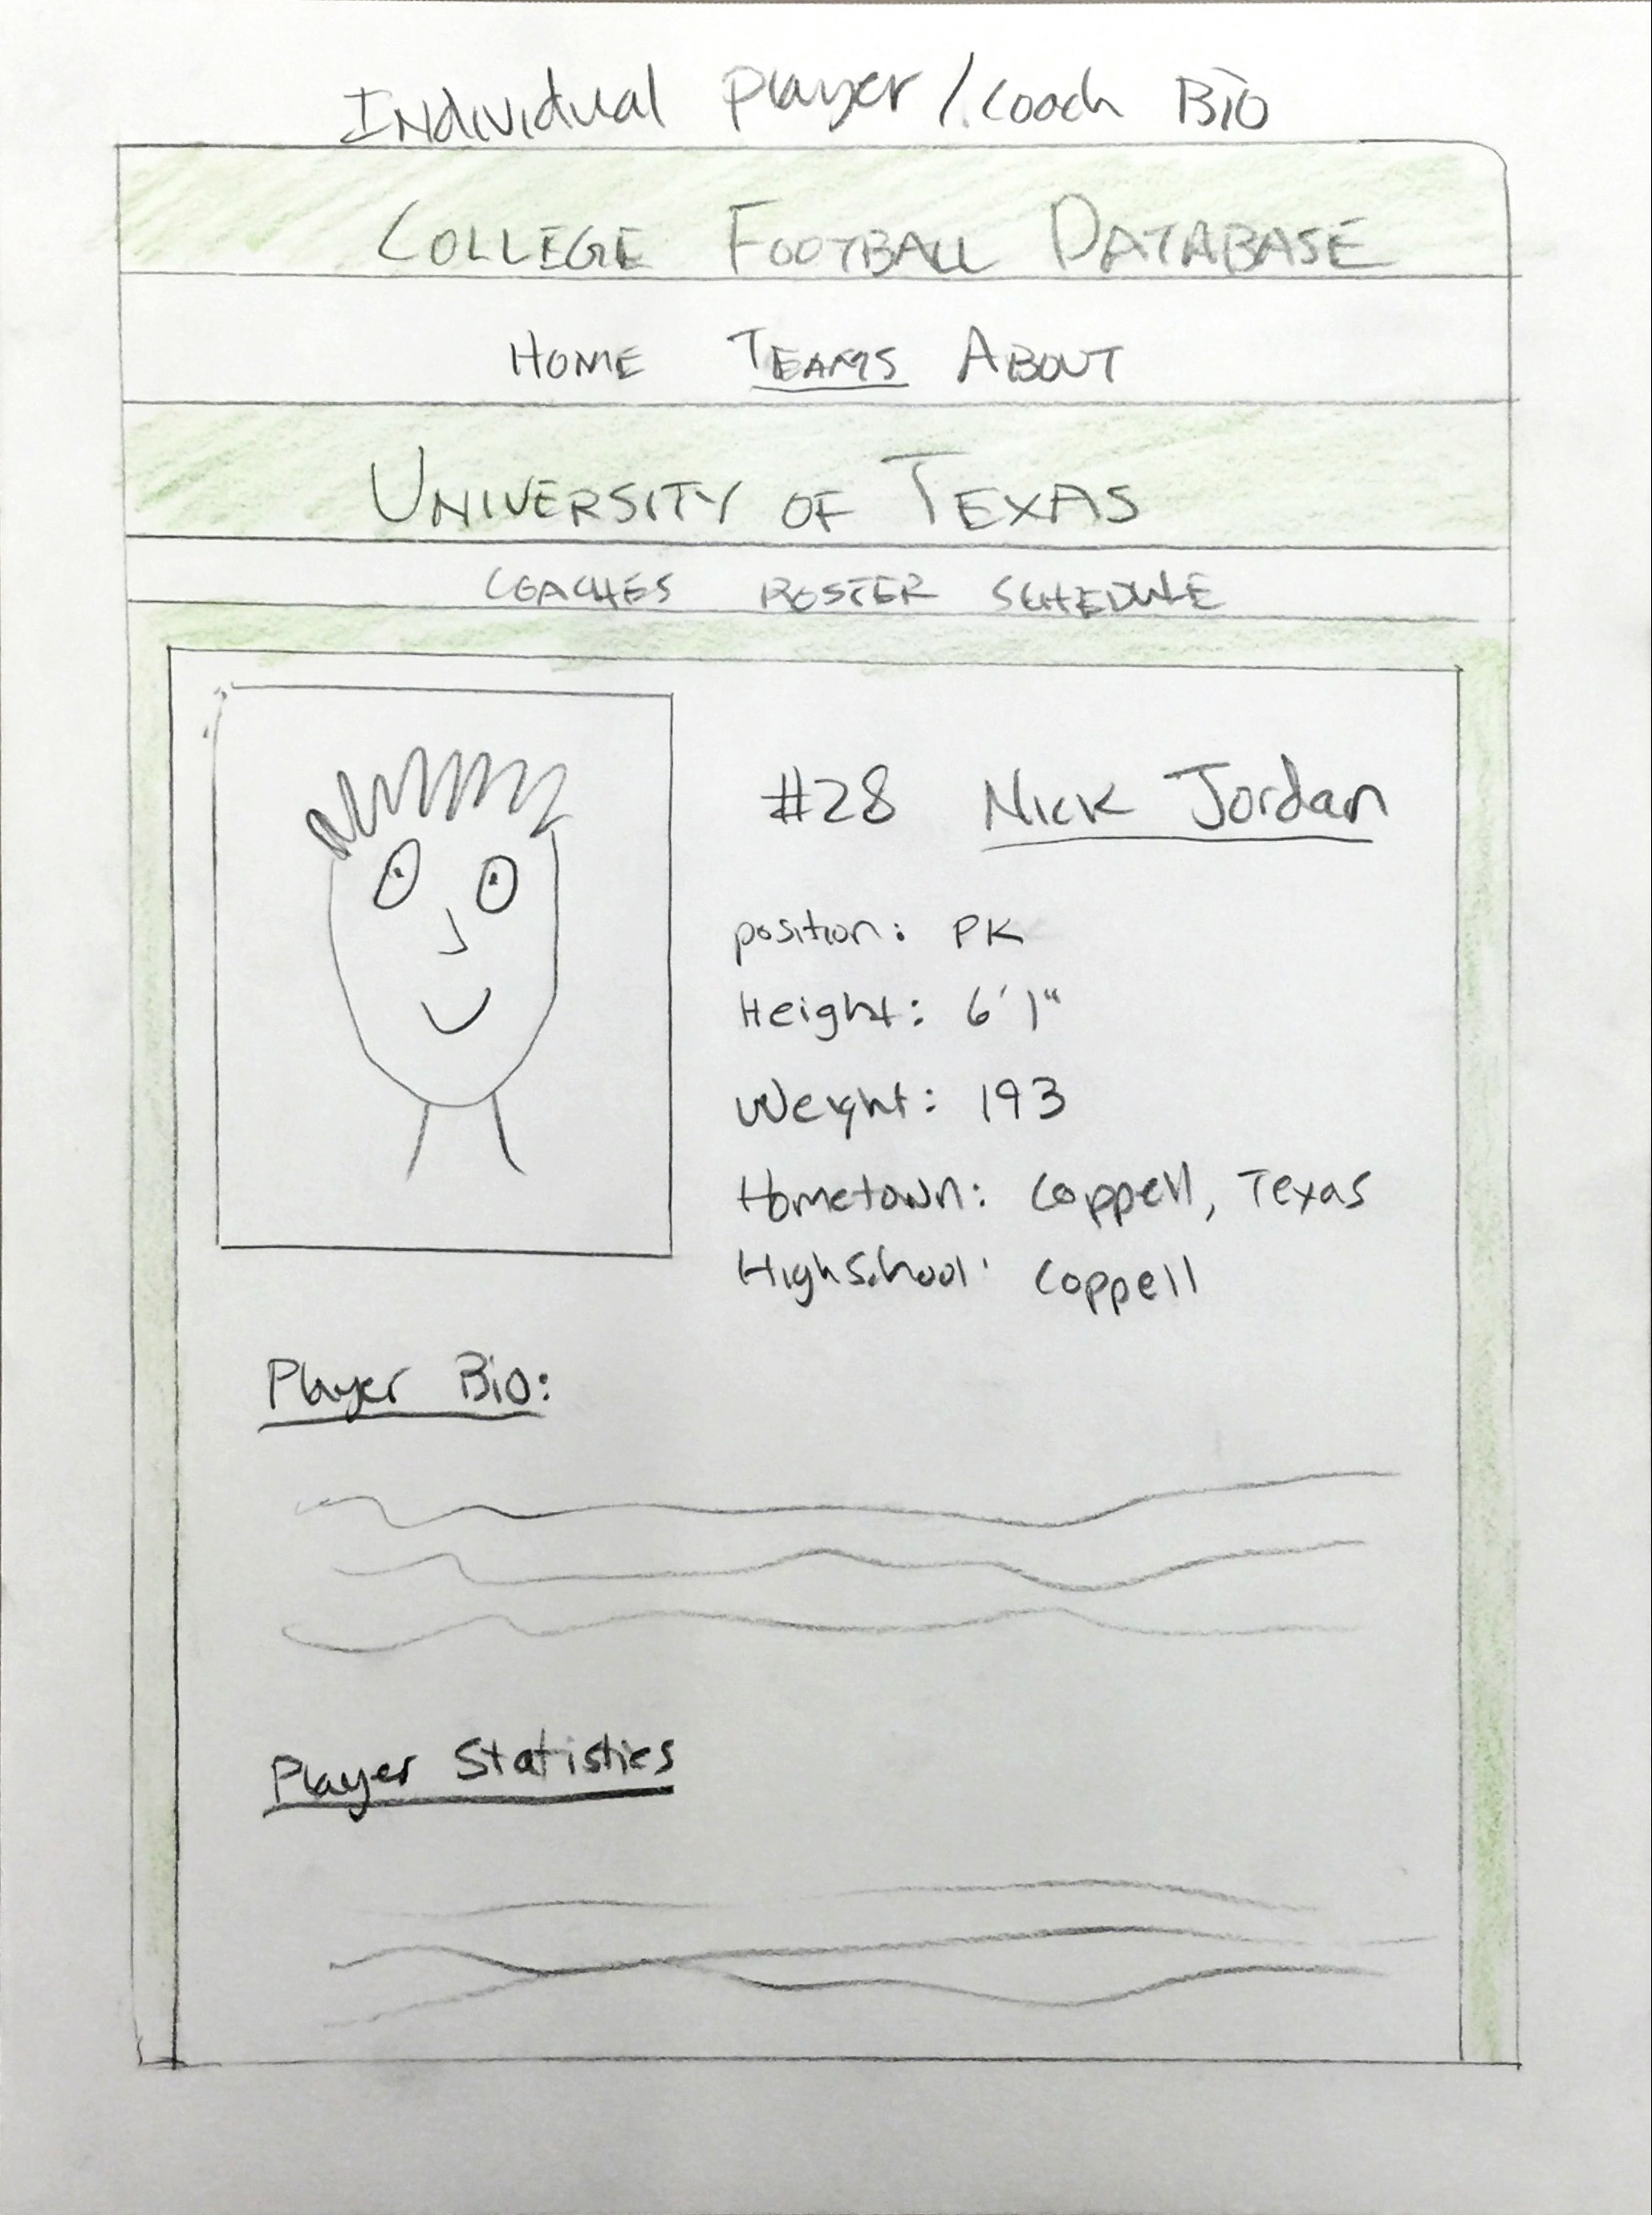 Individual Player / Coach Bio
COLLEGE FOOTBALL DATABASE
HOME TEAMS ABOUT
UNIVERSITY OF TEXAS
COACHES ROSTER SCHEDULE
#28 Nick Jordan
position: PK
Height: 6'1"
Weight: 193
Hometown: Coppell, Texas
Highschool: Coppell
Player Bio:
Player Statistics